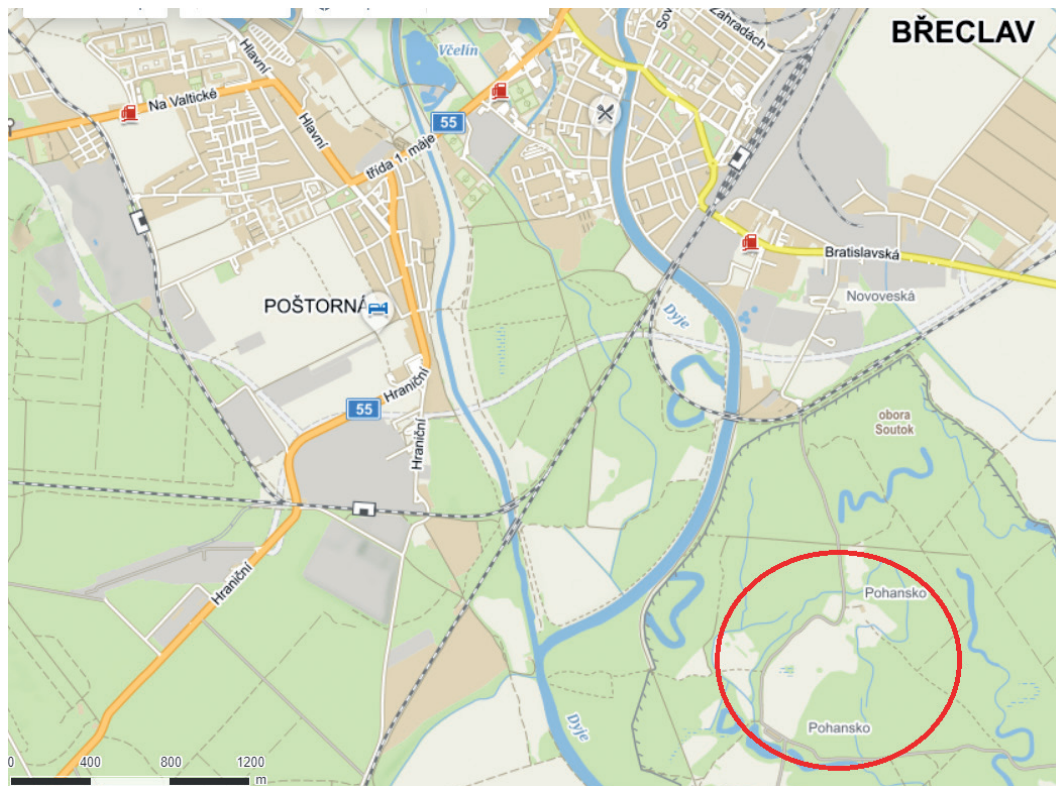 BŘECLAV
Zahradách
Sov
Včelín
Hlavní
Na Valtické
55
Hlavní
třída 1. máje
Bratislavská
Novoveská
POŠTORNÁ
Dyje
Hraniční
55
obora
Soutok
Hraniční
Hraniční
Pohansko
Dyje
Pohansko
0 400 800 1200
m